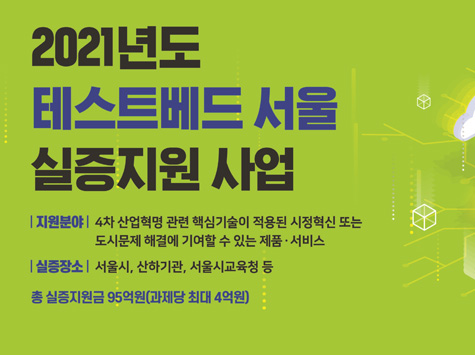 2021년도
테스트베드 서울
실증지원 사업
| 지원분야 | 4차 산업혁명 관련 핵심기술이 적용된 시정혁신 또는
도시문제 해결에 기여할 수 있는 제품·서비스
| 실증장소 | 서울시, 산하기관, 서울시교육청 등
총 실증지원금 95억원(과제당 최대 4억원)